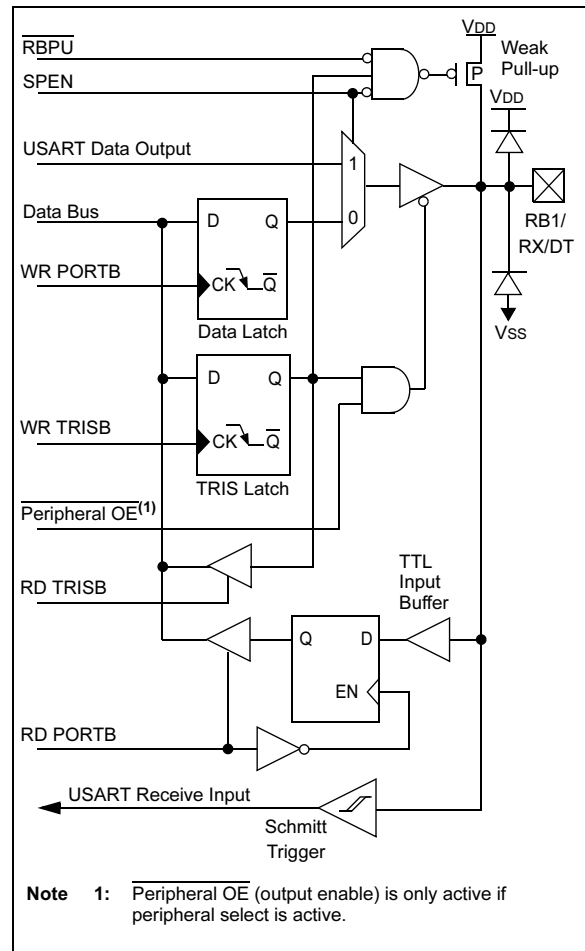 VDD
RBPU
Weak
Pull-up
P
SPEN
VDD
USART Data Output
1
Data Bus
D
Q
0
RB1/
RX/DT
WR PORTB
CK
Q
Data Latch
VSS
D
Q
WR TRISB
CK
Q
TRIS Latch
Peripheral OE(1)
RD TRISB
TTL
Input
Buffer
Q
D
EN
RD PORTB
USART Receive Input
Schmitt
Trigger
Note 1: Peripheral OE (output enable) is only active if
peripheral select is active.